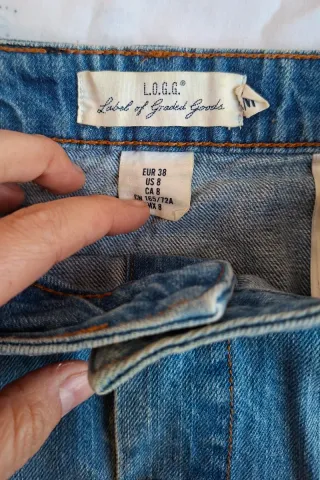 L.O.G.G.®
Label of Graded Goods
EUR 38
US 8
CA 8
CN 165/72A
MX 8